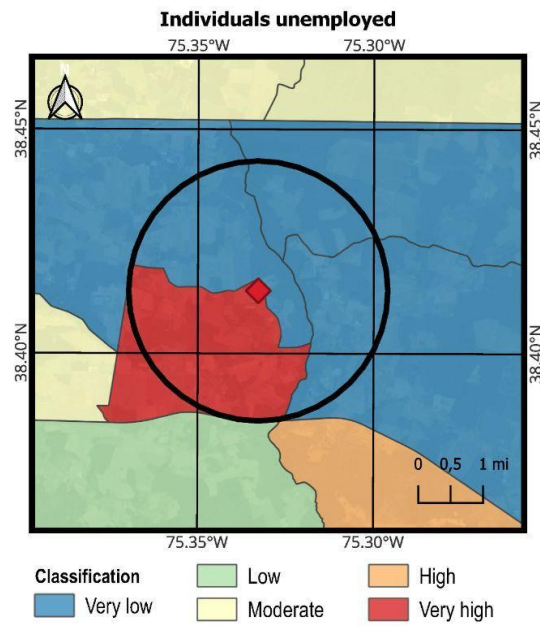 Individuals unemployed
75.35°W 75.30°W
38.45°N 38.45°N
38.40°N 38.40°N
0 0,5 1 mi
75.35°W 75.30°W
Classification Low High
Very low Moderate Very high